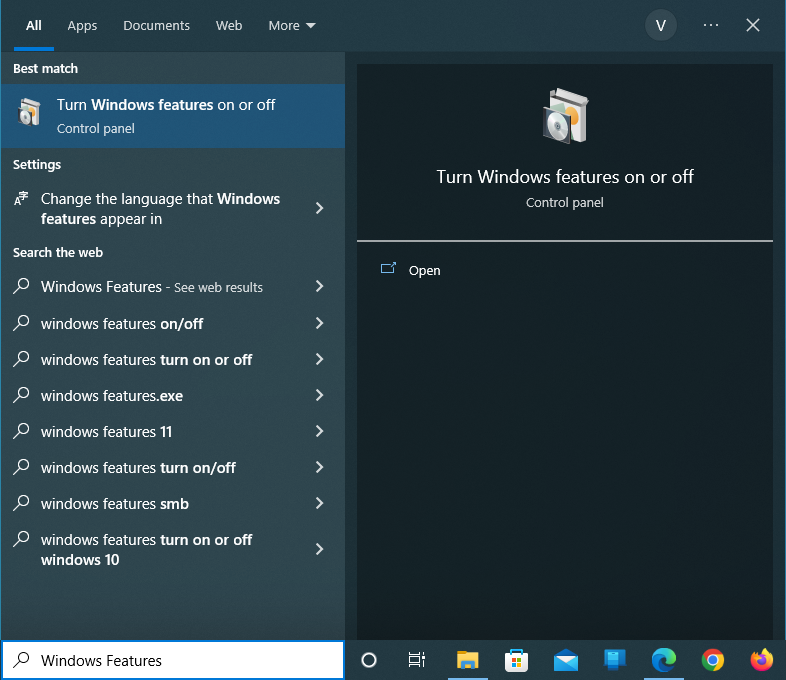 All Apps Documents Web More V
Best match
Turn Windows features on or off
Control panel
Settings
Change the language that Windows
features appear in
Search the web
Windows Features - See web results
windows features on/off
windows features turn on or off
windows features.exe
windows features 11
windows features turn on/off
windows features smb
windows features turn on or off
windows 10
Turn Windows features on or off
Control panel
Open
Windows Features